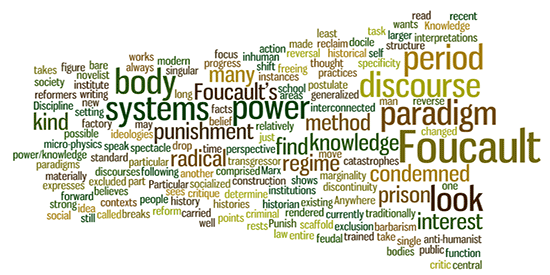 least read recent
inhuman action made reclaim docile wants Knowledge task larger interpretations
focus reversal historical specificity period
works shift freeing thought practices structure
takes figure bare modern always progress many instances generalized discourse
society novelist body singular Foucault's school areas postulate man reverse
reformers writing institute long power interconnected paradigm
Discipline new systems facts belief relatively method changed
kind setting factory may punishment time perspective just find knowledge Foucault
possible ideologies
micro-physics speak spectacle drop radical transgressor regime move catastrophes condemned
power/knowledge standard particular
paradigms discourses following another comprised Marx marginality shows discontinuity prison look
materially excluded part Particular socialized construction institutions one
expresses believes sees critique determine histories historian existing Anywhere interest
forward contexts people history exclusion barbarism
strong idea still called breaks reform carried points criminal rendered currently traditionally
social well rests Punish scaffold socially anti-humanist
law entire feudal trained take single public function
bodies critic central